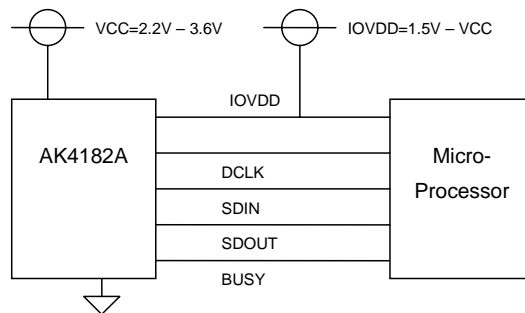 VCC=2.2V – 3.6V
IOVDD=1.5V – VCC
IOVDD
AK4182A
Micro-
Processor
DCLK
SDIN
SDOUT
BUSY